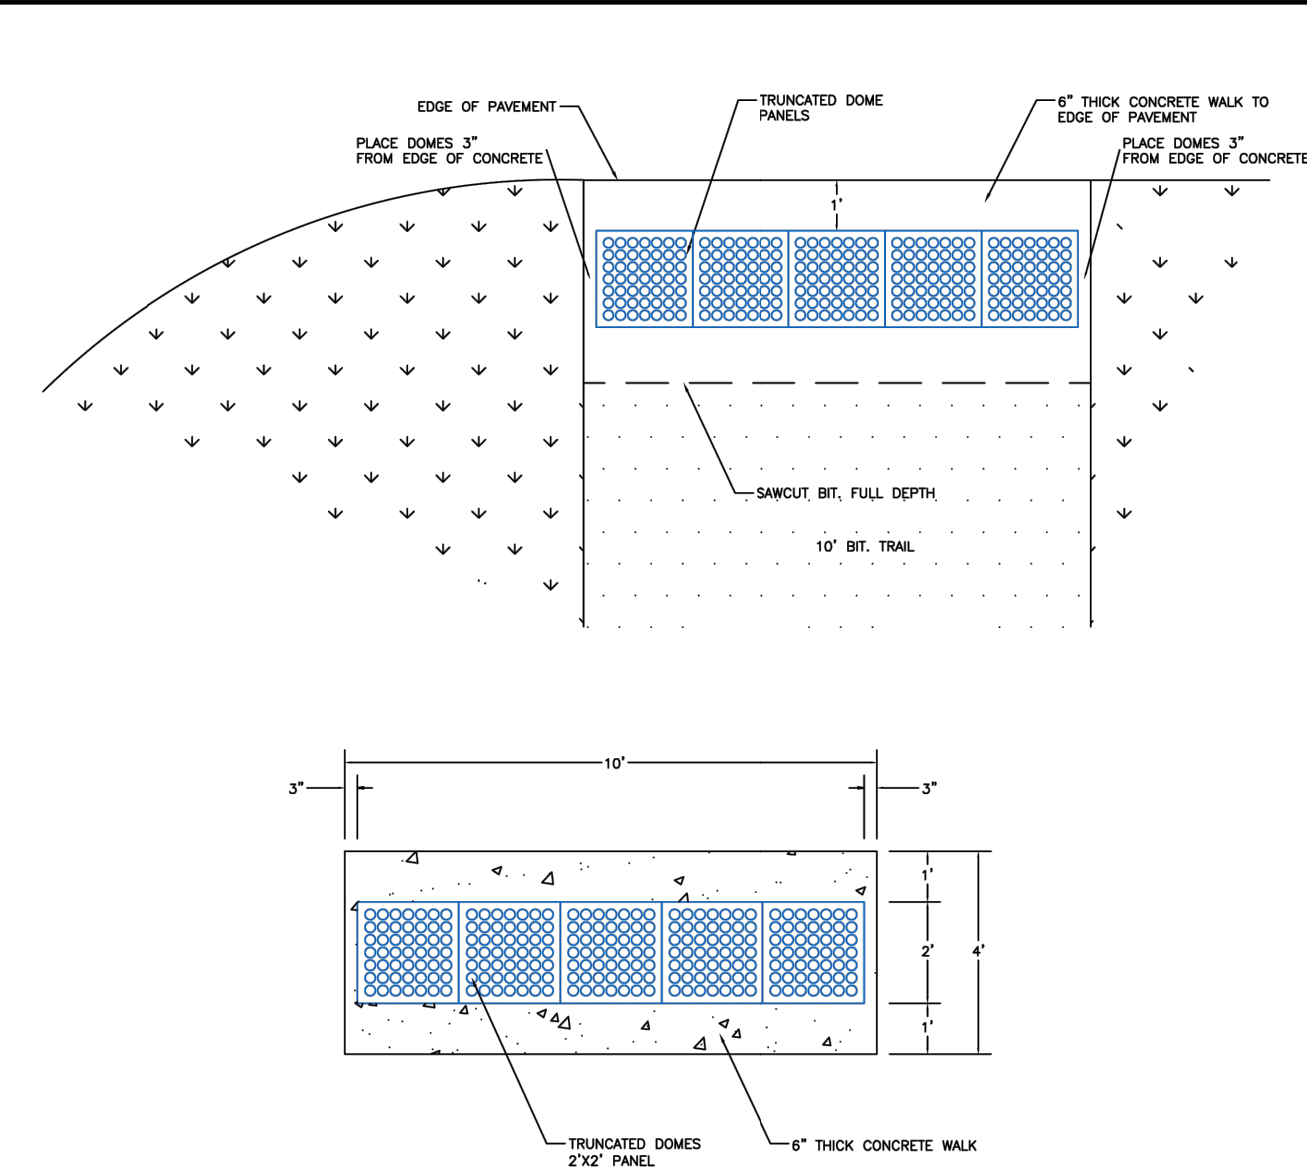 EDGE OF PAVEMENT
TRUNCATED DOME
PANELS
6" THICK CONCRETE WALK TO
EDGE OF PAVEMENT
PLACE DOMES 3"
FROM EDGE OF CONCRETE
PLACE DOMES 3"
FROM EDGE OF CONCRETE
1'
SAWCUT BIT. FULL DEPTH
10' BIT. TRAIL
10'
3"
3"
1'
2'
4'
1'
TRUNCATED DOMES
2'X2' PANEL
6" THICK CONCRETE WALK